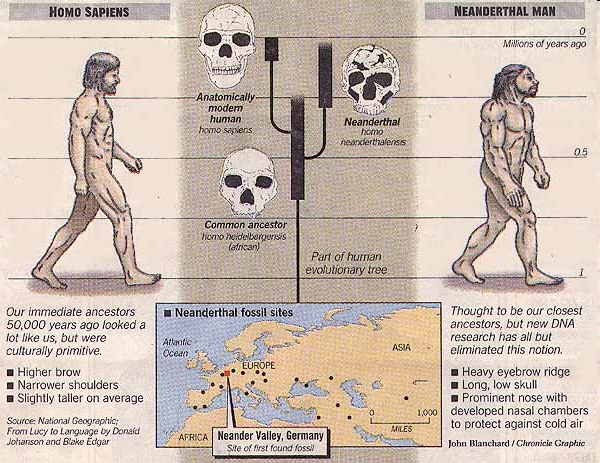 HOMO SAPIENS
NEANDERTHAL MAN
0
Millions of years ago
Anatomically
modern
human
homo sapiens
Neanderthal
homo
neanderthalensis
0.5
Common ancestor
homo heidelbergensis
(african)
Part of human
evolutionary tree
1
Our immediate ancestors
50,000 years ago looked a
lot like us, but were
culturally primitive.
■ Higher brow
■ Narrower shoulders
■ Slightly taller on average
Source: National Geographic;
From Lucy to Language by Donald
Johanson and Blake Edgar
■ Neanderthal fossil sites
Atlantic
Ocean
EUROPE
ASIA
AFRICA
0 1,000
MILES
Neander Valley, Germany
Site of first found fossil
Thought to be our closest
ancestors, but new DNA
research has all but
eliminated this notion.
■ Heavy eyebrow ridge
■ Long, low skull
■ Prominent nose with
developed nasal chambers
to protect against cold air
John Blanchard / Chronicle Graphic